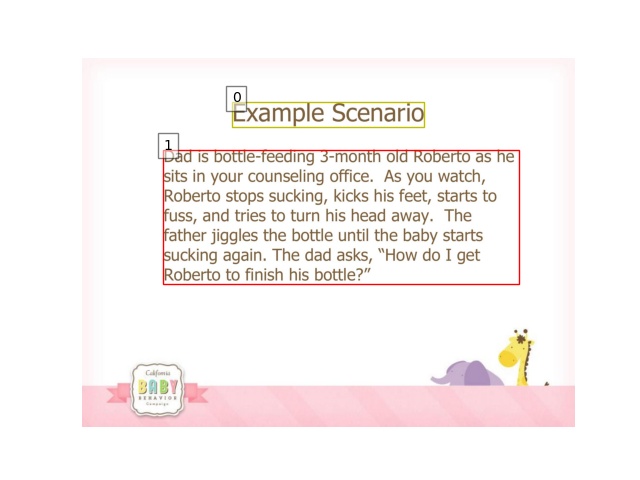 0
Example Scenario
1
Dad is bottle-feeding 3-month old Roberto as he
sits in your counseling office.  As you watch,
Roberto stops sucking, kicks his feet, starts to
fuss, and tries to turn his head away.  The
father jiggles the bottle until the baby starts
sucking again. The dad asks, “How do I get
Roberto to finish his bottle?”
California
BABY
BEHAVIOR
Campaign